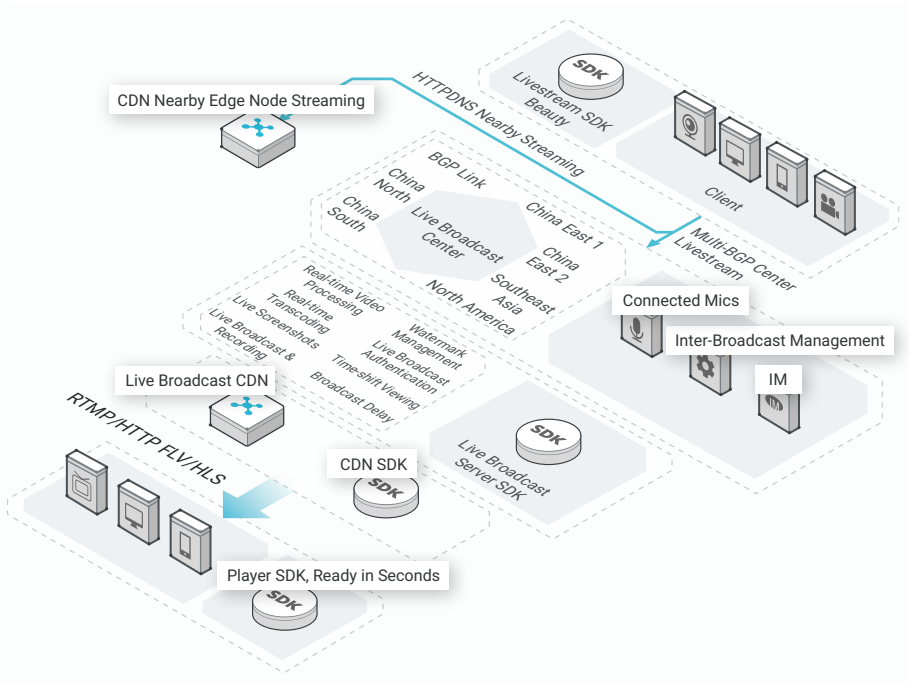 SDK
Livestream SDK
Beauty
Client
HTTPDNS Nearby Streaming
CDN Nearby Edge Node Streaming
Multi-BGP Center
Livestream
BGP Link
China
North
China
South
Live Broadcast
Center
China East 1
China
East 2
Southeast
Asia
North America
Connected Mics
Inter-Broadcast Management
IM
IM
Real-time Video
Processing
Real-time
Transcoding
Live Screenshots
Live Broadcast &
Recording
Watermark
Management
Live Broadcast
Authentication
Time-shift Viewing
Broadcast Delay
Live Broadcast CDN
SDK
Live Broadcast
Server SDK
CDN SDK
SDK
RTMP/HTTP FLV/HLS
Player SDK, Ready in Seconds
SDK